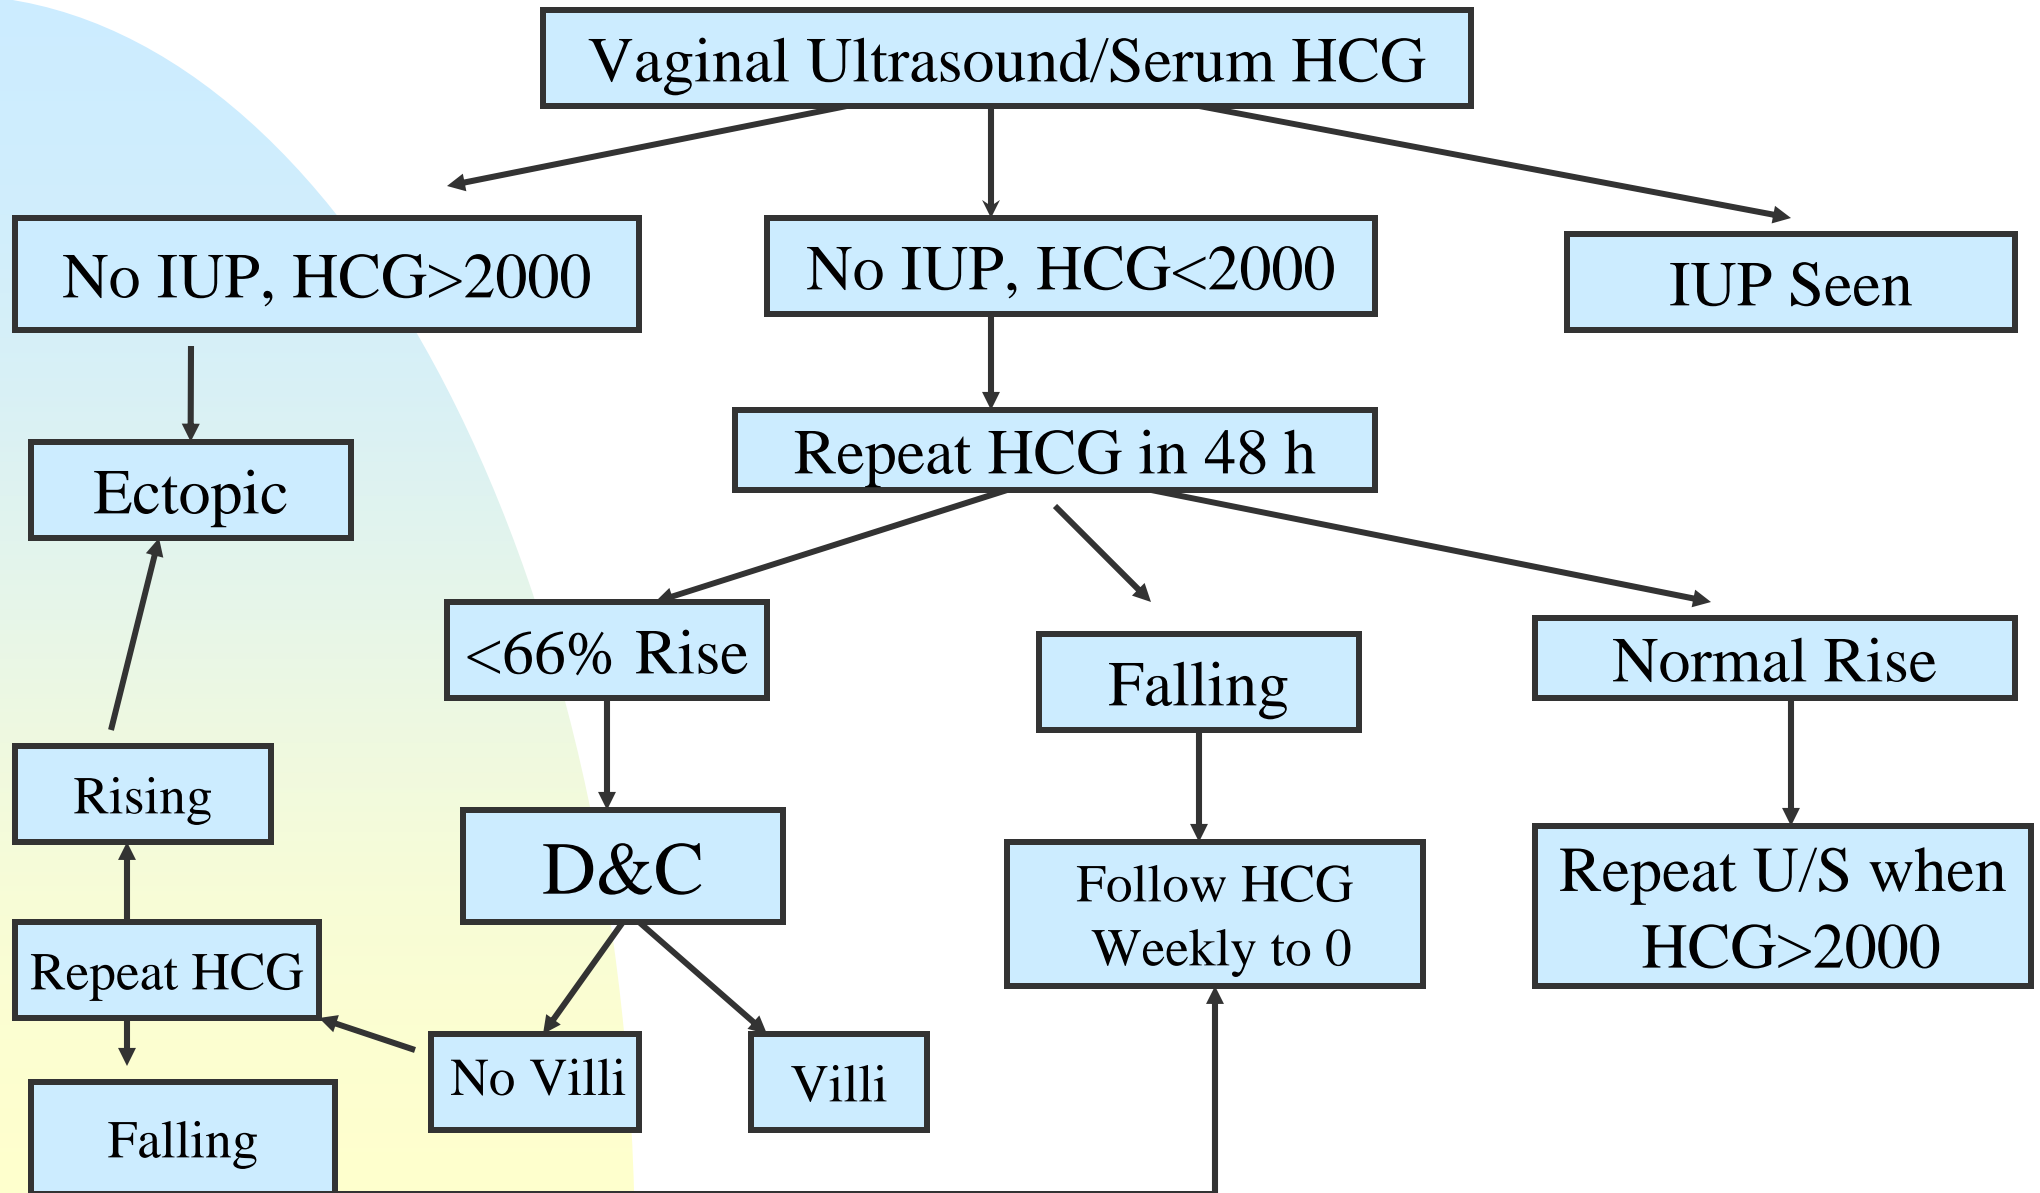 Vaginal Ultrasound/Serum HCG
No IUP, HCG>2000
No IUP, HCG<2000
IUP Seen
Ectopic
Repeat HCG in 48 h
<66% Rise
Falling
Normal Rise
Rising
D&C
Follow HCG
Weekly to 0
Repeat U/S when
HCG>2000
Repeat HCG
No Villi
Villi
Falling